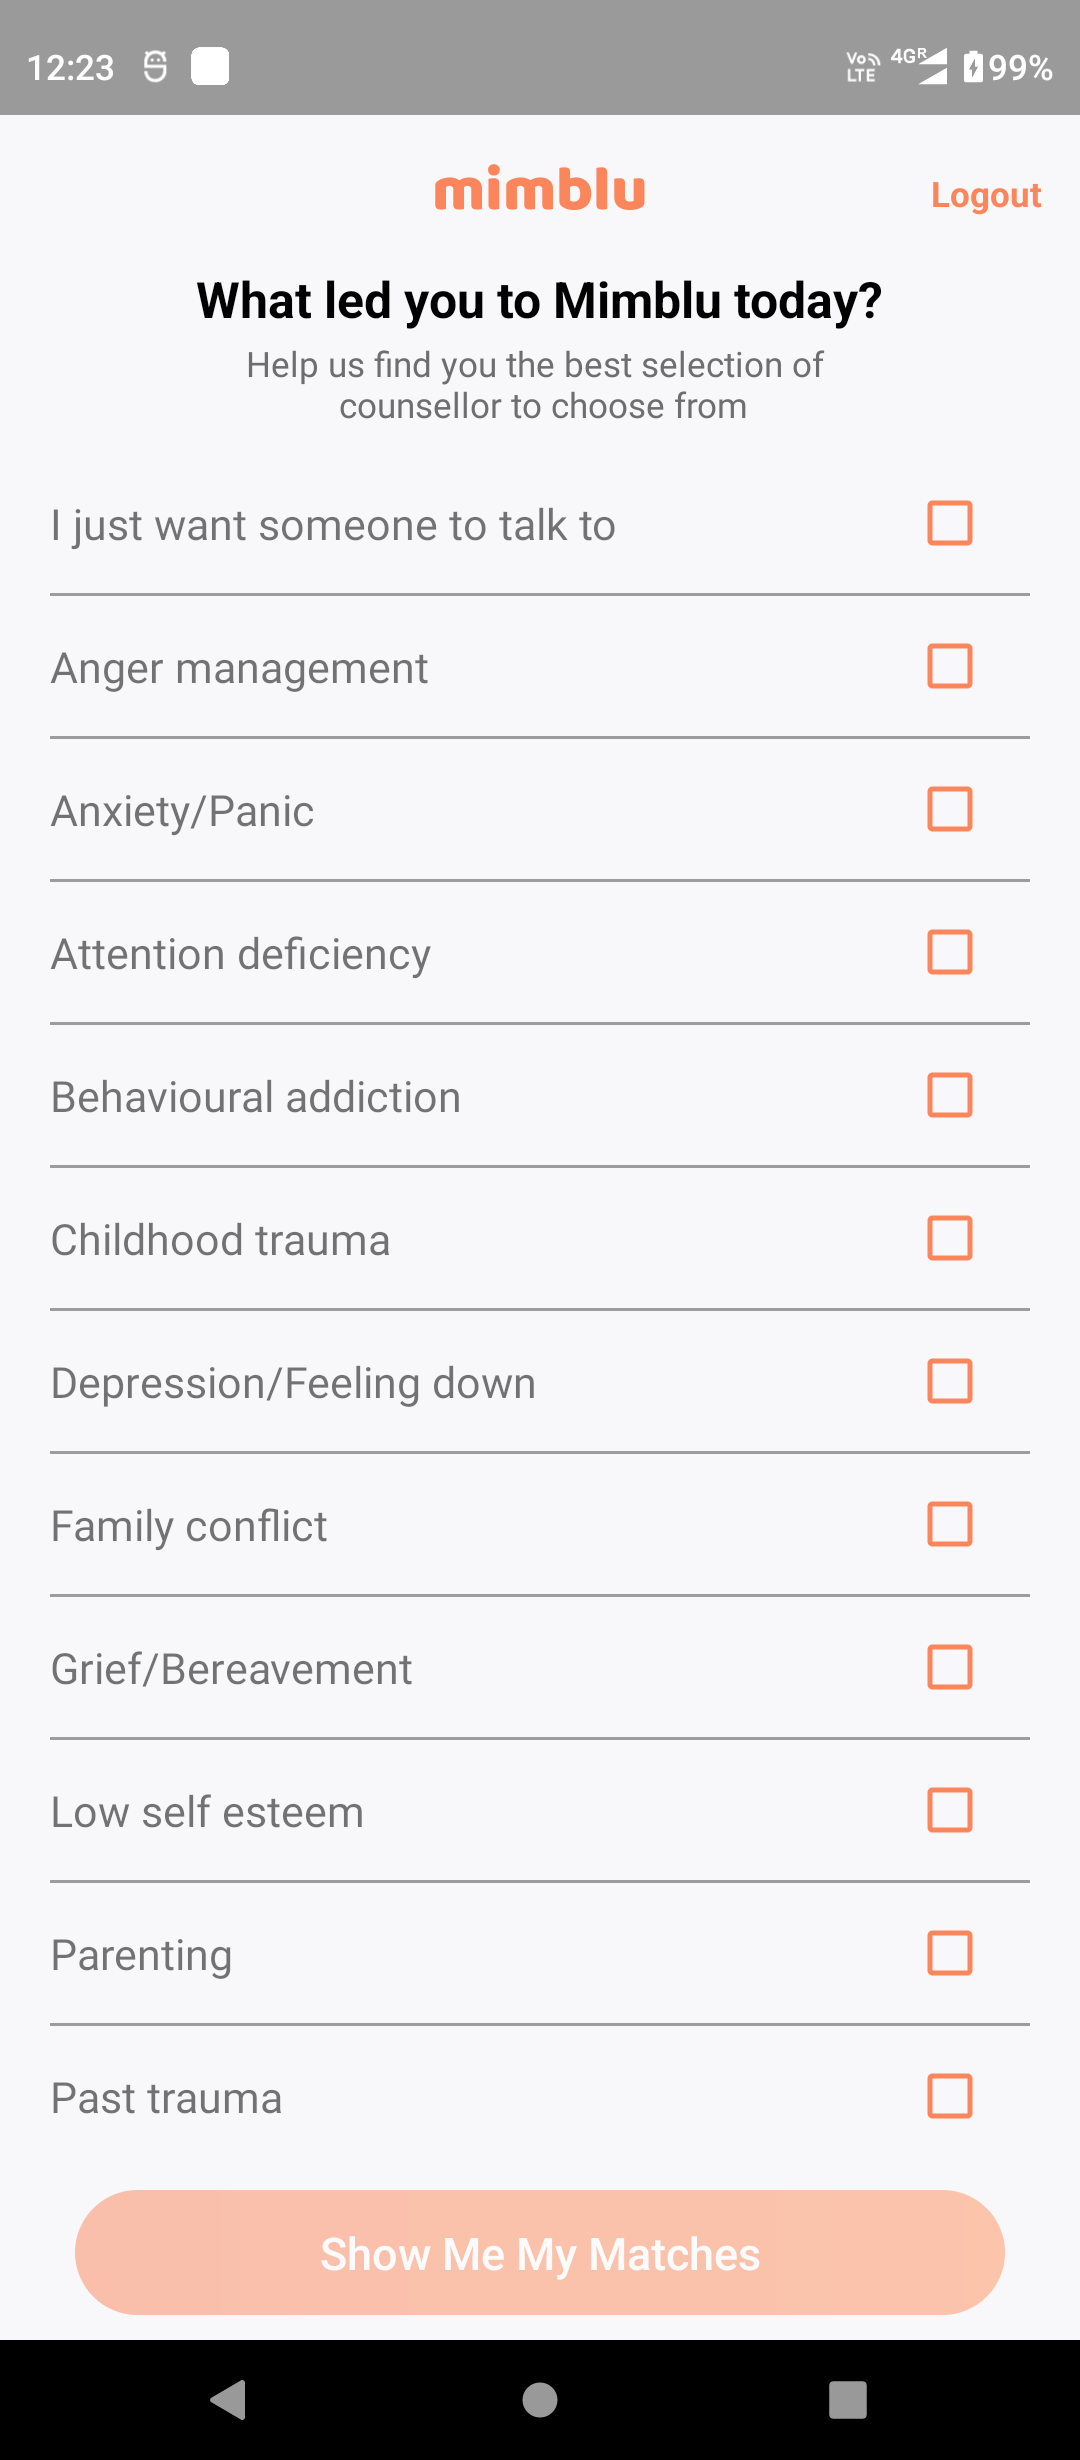 12:23 Vo LTE 4GR 99%
mimblu
Logout
What led you to Mimblu today?
Help us find you the best selection of
counsellor to choose from
I just want someone to talk to
Anger management
Anxiety/Panic
Attention deficiency
Behavioural addiction
Childhood trauma
Depression/Feeling down
Family conflict
Grief/Bereavement
Low self esteem
Parenting
Past trauma
Show Me My Matches